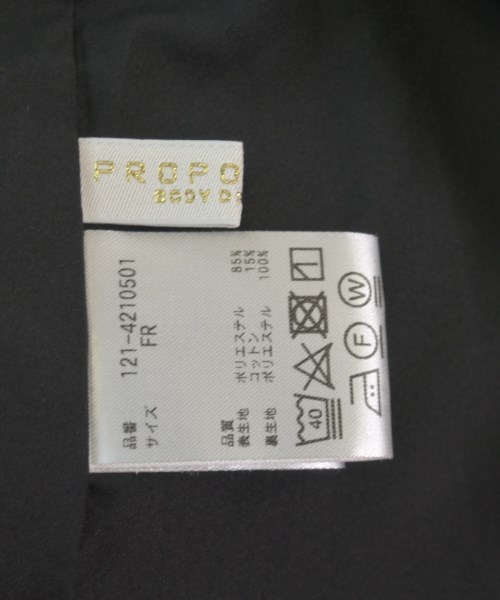 PROPO
BODY D
品番 121-4210501
サイズ FR
品質
表生地 ポリエステル 85%
コットン 15%
裏生地 ポリエステル 100%
40
F
W